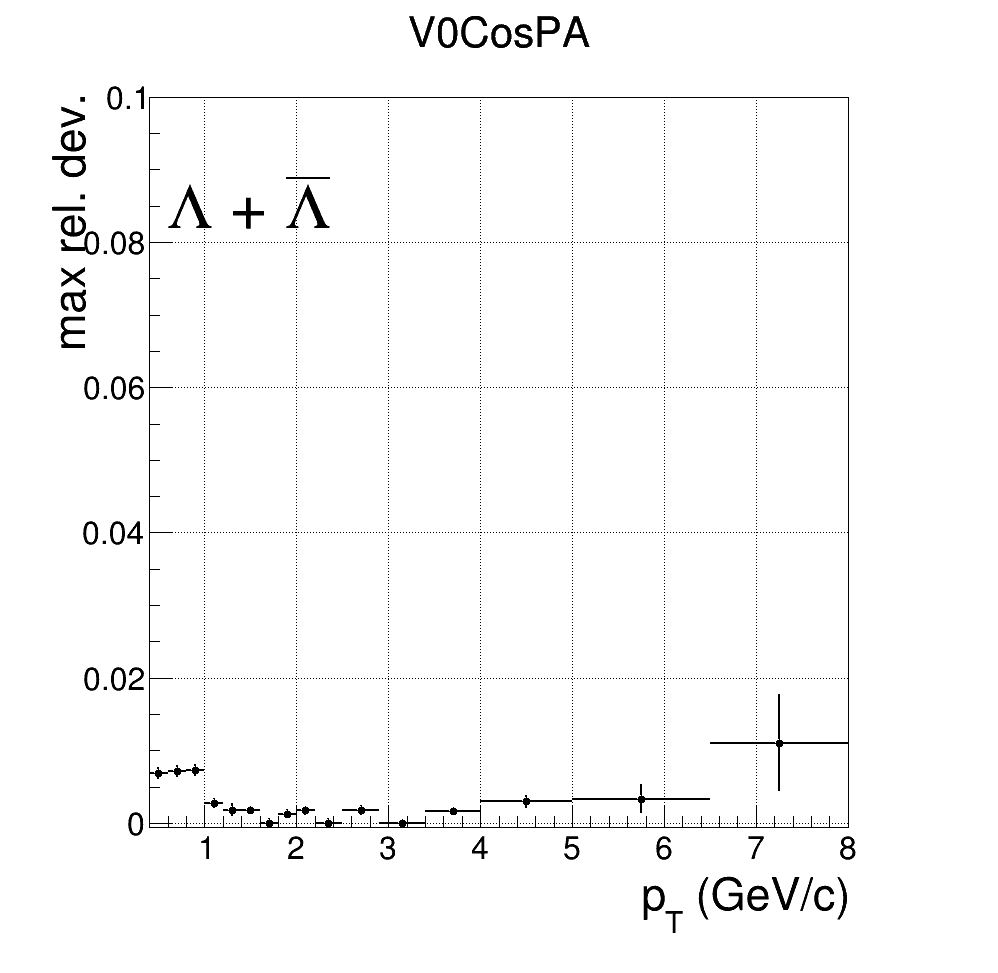 V0CosPA
max rel. dev.
0.1
0.08
0.06
0.04
0.02
0
Λ + Λ̅
1 2 3 4 5 6 7 8
p_T (GeV/c)